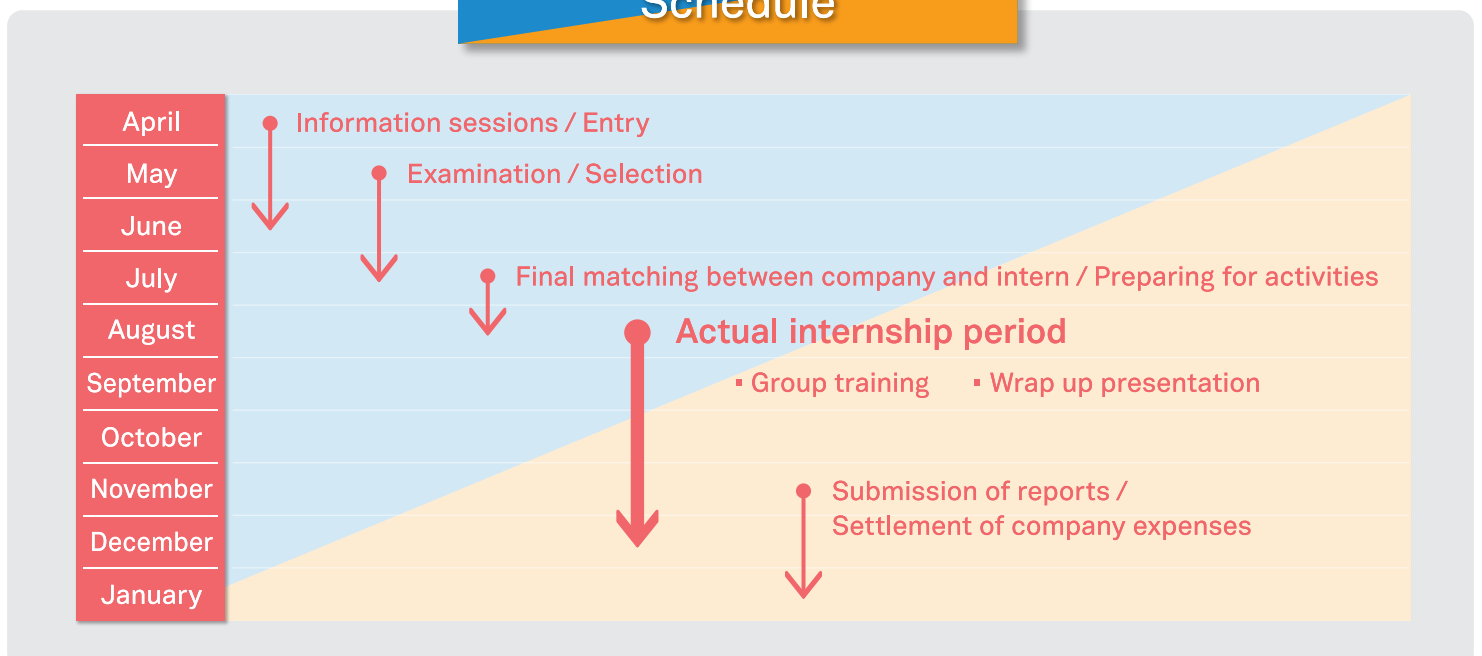 Schedule
April
Information sessions / Entry
May
Examination / Selection
June
July
Final matching between company and intern / Preparing for activities
August
Actual internship period
September
▪ Group training ▪ Wrap up presentation
October
November
Submission of reports /
Settlement of company expenses
December
January